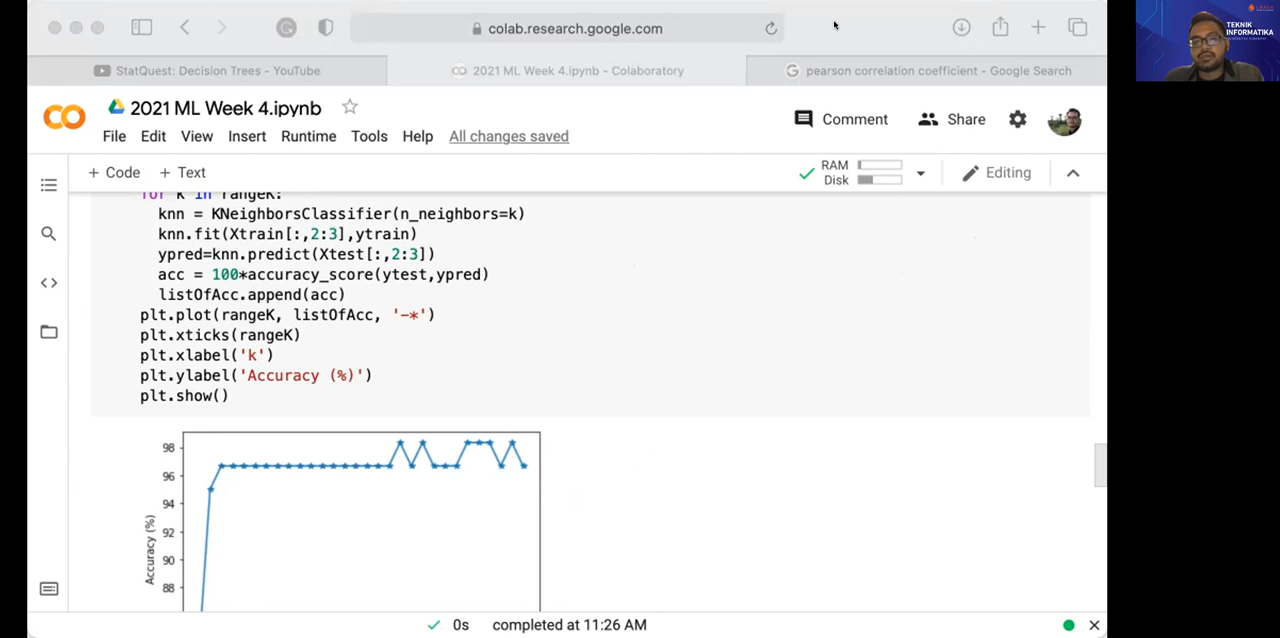 colab.research.google.com
StatQuest: Decision Trees - YouTube
2021 ML Week 4.ipynb - Colaboratory
pearson correlation coefficient - Google Search
TEKNIK
INFORMATIKA
2021 ML Week 4.ipynb
File Edit View Insert Runtime Tools Help All changes saved
Comment Share
+ Code + Text
RAM
Disk
Editing
for k in rangeK:
knn = KNeighborsClassifier(n_neighbors=k)
knn.fit(Xtrain[:,2:3],ytrain)
ypred=knn.predict(Xtest[:,2:3])
acc = 100*accuracy_score(ytest,ypred)
listOfAcc.append(acc)
plt.plot(rangeK, listOfAcc, '-*')
plt.xticks(rangeK)
plt.xlabel('k')
plt.ylabel('Accuracy (%)')
plt.show()
98
96
94
92
90
88
Accuracy (%)
0s completed at 11:26 AM